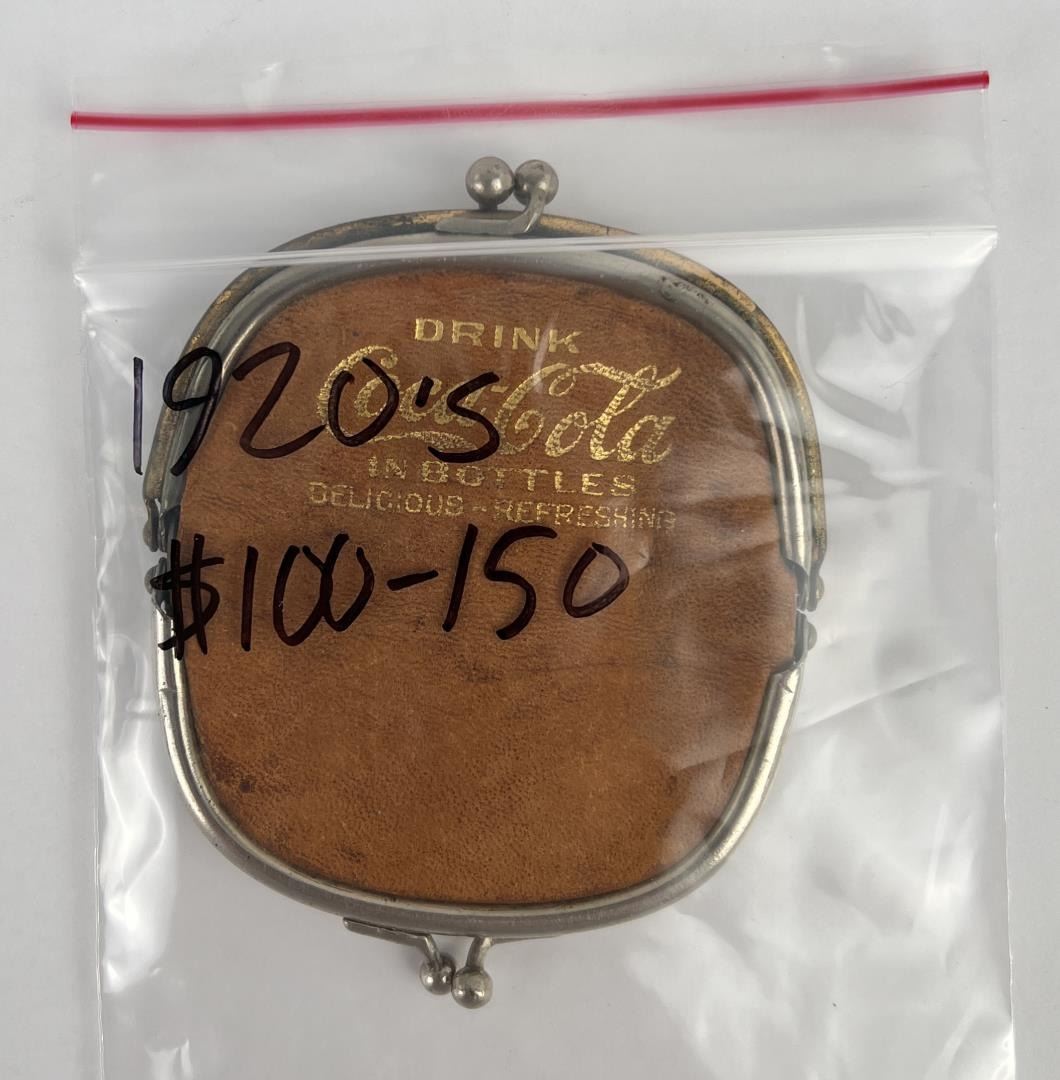 DRINK
Coca-Cola
1920's
IN BOTTLES
DELICIOUS - REFRESHING
$100-150